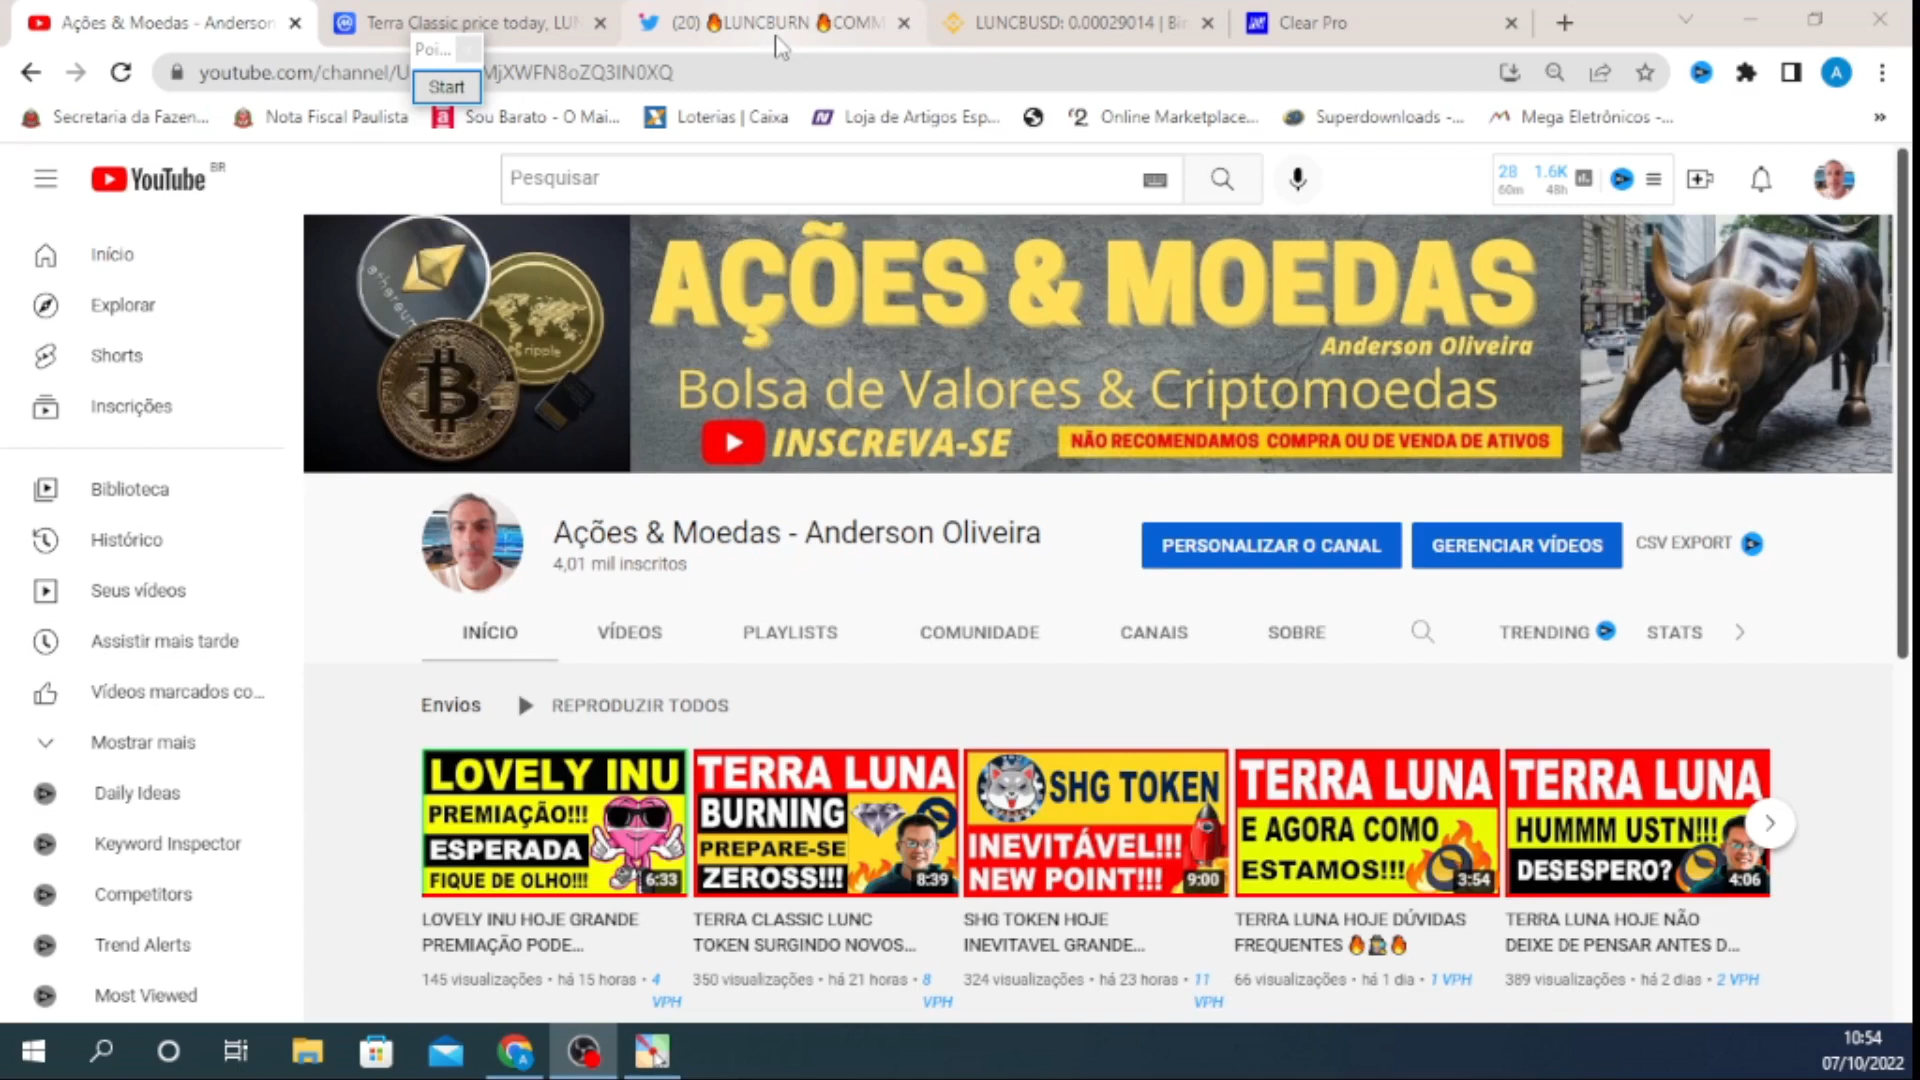 Ações & Moedas - Anderson
Terra Classic price today, LUN
(20) 🔥LUNCBURN 🔥COMM
LUNCBUSD: 0.00029014 | Bin
Clear Pro
Poi...
Start
youtube.com/channel/U
MjXWFN8oZQ3IN0XQ
A
Secretaria da Fazen...
Nota Fiscal Paulista
a
Sou Barato - O Mai...
Loterias | Caixa
Loja de Artigos Esp...
Online Marketplace...
Superdownloads -...
Mega Eletrônicos -...
YouTube BR
Pesquisar
28 1.6K
60m 48h
Início
Explorar
Shorts
Inscrições
Biblioteca
Histórico
Seus vídeos
Assistir mais tarde
Vídeos marcados co...
Mostrar mais
Daily Ideas
Keyword Inspector
Competitors
Trend Alerts
Most Viewed
AÇÕES & MOEDAS
Anderson Oliveira
Bolsa de Valores & Criptomoedas
INSCREVA-SE
NÃO RECOMENDAMOS COMPRA OU DE VENDA DE ATIVOS
ripple
Ações & Moedas - Anderson Oliveira
4,01 mil inscritos
PERSONALIZAR O CANAL
GERENCIAR VÍDEOS
CSV EXPORT
INÍCIO
VÍDEOS
PLAYLISTS
COMUNIDADE
CANAIS
SOBRE
TRENDING
STATS
Envios
REPRODUZIR TODOS
LOVELY INU
PREMIAÇÃO!!!
ESPERADA
FIQUE DE OLHO!!!
6:33
LOVELY INU HOJE GRANDE
PREMIAÇÃO PODE...
145 visualizações • há 15 horas • 4
VPH
TERRA LUNA
BURNING
PREPARE-SE
ZEROSS!!!
8:39
TERRA CLASSIC LUNC
TOKEN SURGINDO NOVOS...
350 visualizações • há 21 horas • 8
VPH
SHG TOKEN
INEVITÁVEL!!!
NEW POINT!!!
9:00
SHG TOKEN HOJE
INEVITAVEL GRANDE...
324 visualizações • há 23 horas • 11
VPH
TERRA LUNA
E AGORA COMO
ESTAMOS!!!
3:54
TERRA LUNA HOJE DÚVIDAS
FREQUENTES 🔥👨‍🚒🔥
66 visualizações • há 1 dia • 1 VPH
TERRA LUNA
HUMMM USTN!!!
DESESPERO?
4:06
TERRA LUNA HOJE NÃO
DEIXE DE PENSAR ANTES D...
389 visualizações • há 2 dias • 2 VPH
10:54
07/10/2022